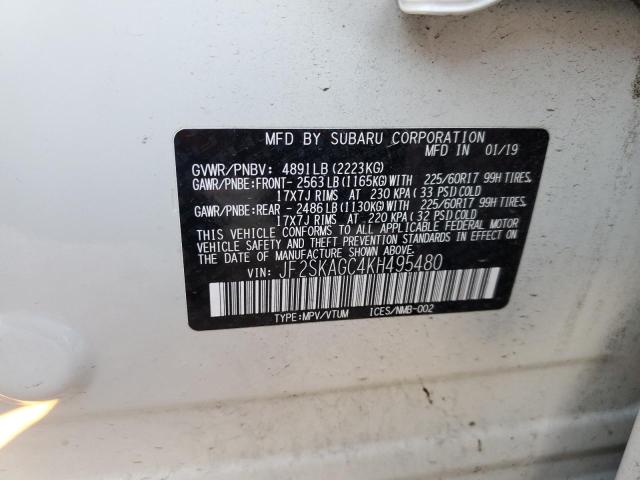 MFD BY SUBARU CORPORATION
MFD IN 01/19
GVWR/PNBV: 4891LB (2223KG)
GAWR/PNBE:FRONT- 2563LB (1165KG)WITH 225/60R17 99H TIRES,
17X7J RIMS AT 230 KPA (33 PSI)COLD
GAWR/PNBE:REAR - 2486LB (1130KG)WITH 225/60R17 99H TIRES,
17X7J RIMS AT 220 KPA (32 PSI)COLD
THIS VEHICLE CONFORMS TO ALL APPLICABLE FEDERAL MOTOR
VEHICLE SAFETY AND THEFT PREVENTION STANDARDS IN EFFECT ON
THE DATE OF MANUFACTURE SHOWN ABOVE.
VIN: JF2SKAGC4KH495480
TYPE:MPV/VTUM ICES/NMB-002